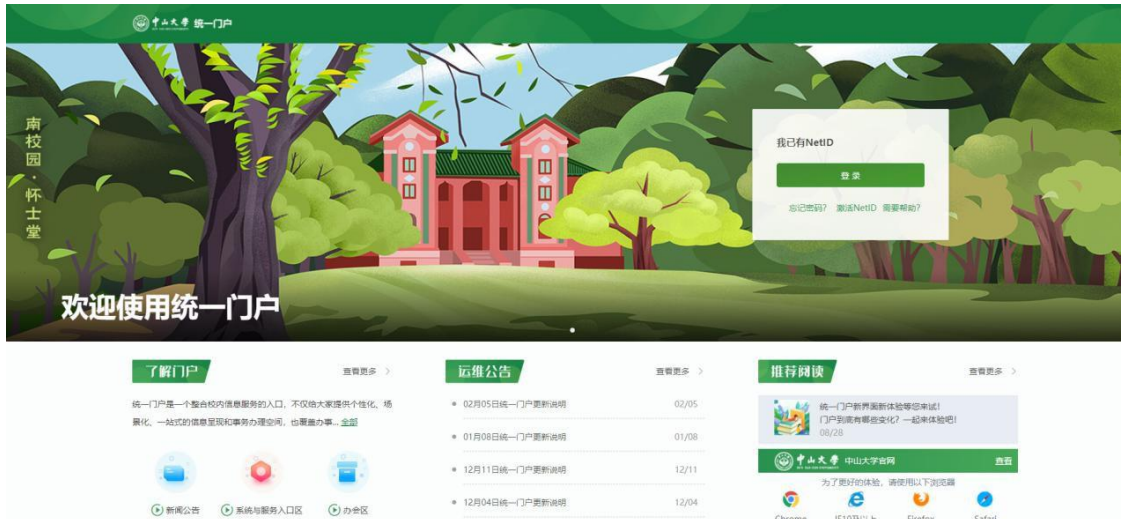 中山大学 统一门户
南校园·怀士堂
我已有NetID
登录
忘记密码? 激活NetID 需要帮助?
欢迎使用统一门户
了解门户
查看更多
统一门户是一个整合校内信息服务的入口，不仅给大家提供个性化、场
景化、一站式的信息呈现和事务办理空间，也覆盖办事... 全部
新闻公告
系统与服务入口区
办公区
运维公告
查看更多
02月05日统一门户更新说明 02/05
01月08日统一门户更新说明 01/08
12月11日统一门户更新说明 12/11
12月04日统一门户更新说明 12/04
推荐阅读
查看更多
统一门户新界面新体验等您来试!
门户到底有哪些变化? 一起来体验吧!
08/28
中山大学 中山大学官网 查看
为了更好的体验，请使用以下浏览器
Chrome IE10及以上 Firefox Safari